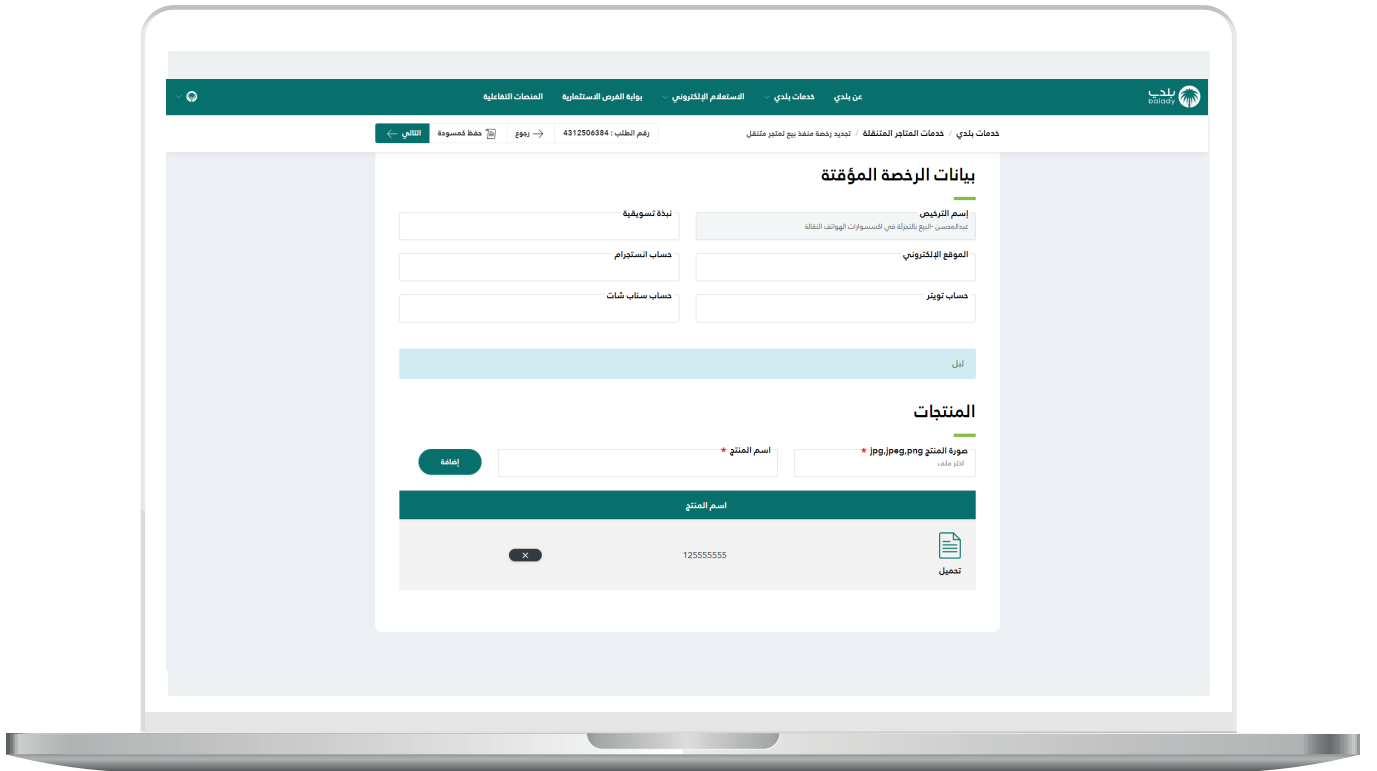 بلدي
balady
عن بلدي خدمات بلدي الاستعلام الإلكتروني بوابة الفرص الاستثمارية المنصات التفاعلية
خدمات بلدي / خدمات المتاجر المتنقلة / تجديد رخصة منفذ بيع لمتجر متنقل رقم الطلب : 4312506384 رجوع حفظ كمسودة التالي
بيانات الرخصة المؤقتة
إسم الترخيص نبذة تسويقية
عبدالمحسن -البيع بالتجزئة في اكسسوارات الهواتف النقالة
الموقع الإلكتروني حساب انستجرام
حساب تويتر حساب سناب شات
ليل
المنتجات
صورة المنتج jpg,jpeg,png * اسم المنتج *
اختر ملف إضافة
اسم المنتج
125555555 ×
تحميل